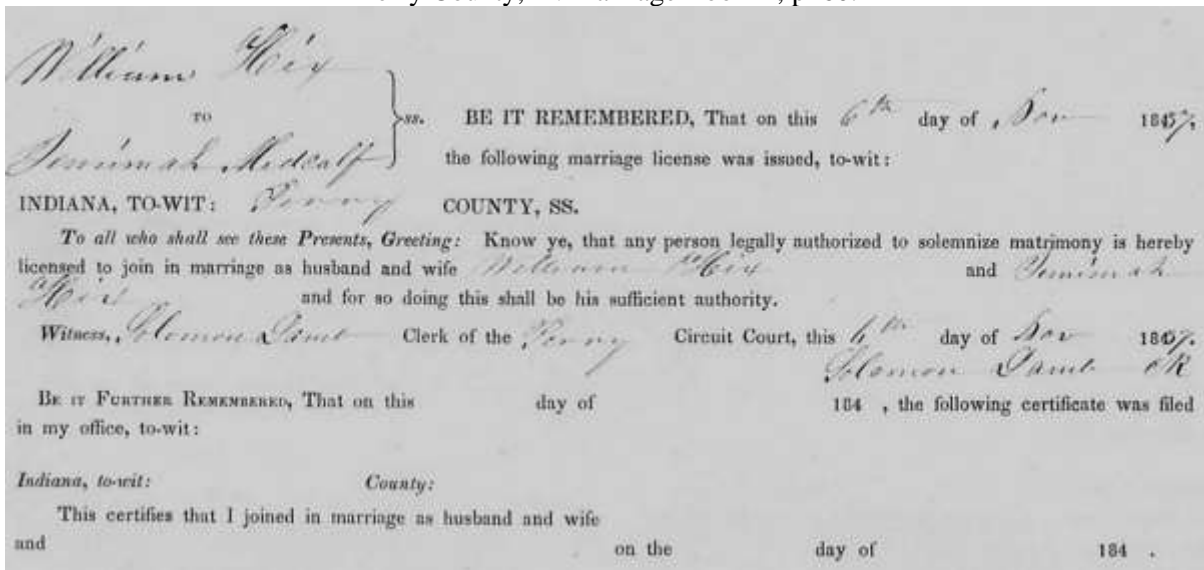 William Hix
TO
Jemimah Midcalf
ss. BE IT REMEMBERED, That on this 6th day of Nov 1847,
the following marriage license was issued, to-wit:
INDIANA, TO-WIT: Perry COUNTY, SS.
To all who shall see these Presents, Greeting: Know ye, that any person legally authorized to solemnize matrimony is hereby
licensed to join in marriage as husband and wife William Hix and Jemimah
Hix and for so doing this shall be his sufficient authority.
Witness, Solomon Lamb Clerk of the Perry Circuit Court, this 6th day of Nov 1847.
Solomon Lamb
BE IT FURTHER REMEMBERED, That on this day of 184 , the following certificate was filed
in my office, to-wit:
Indiana, to-wit: County:
This certifies that I joined in marriage as husband and wife
and on the day of 184 .